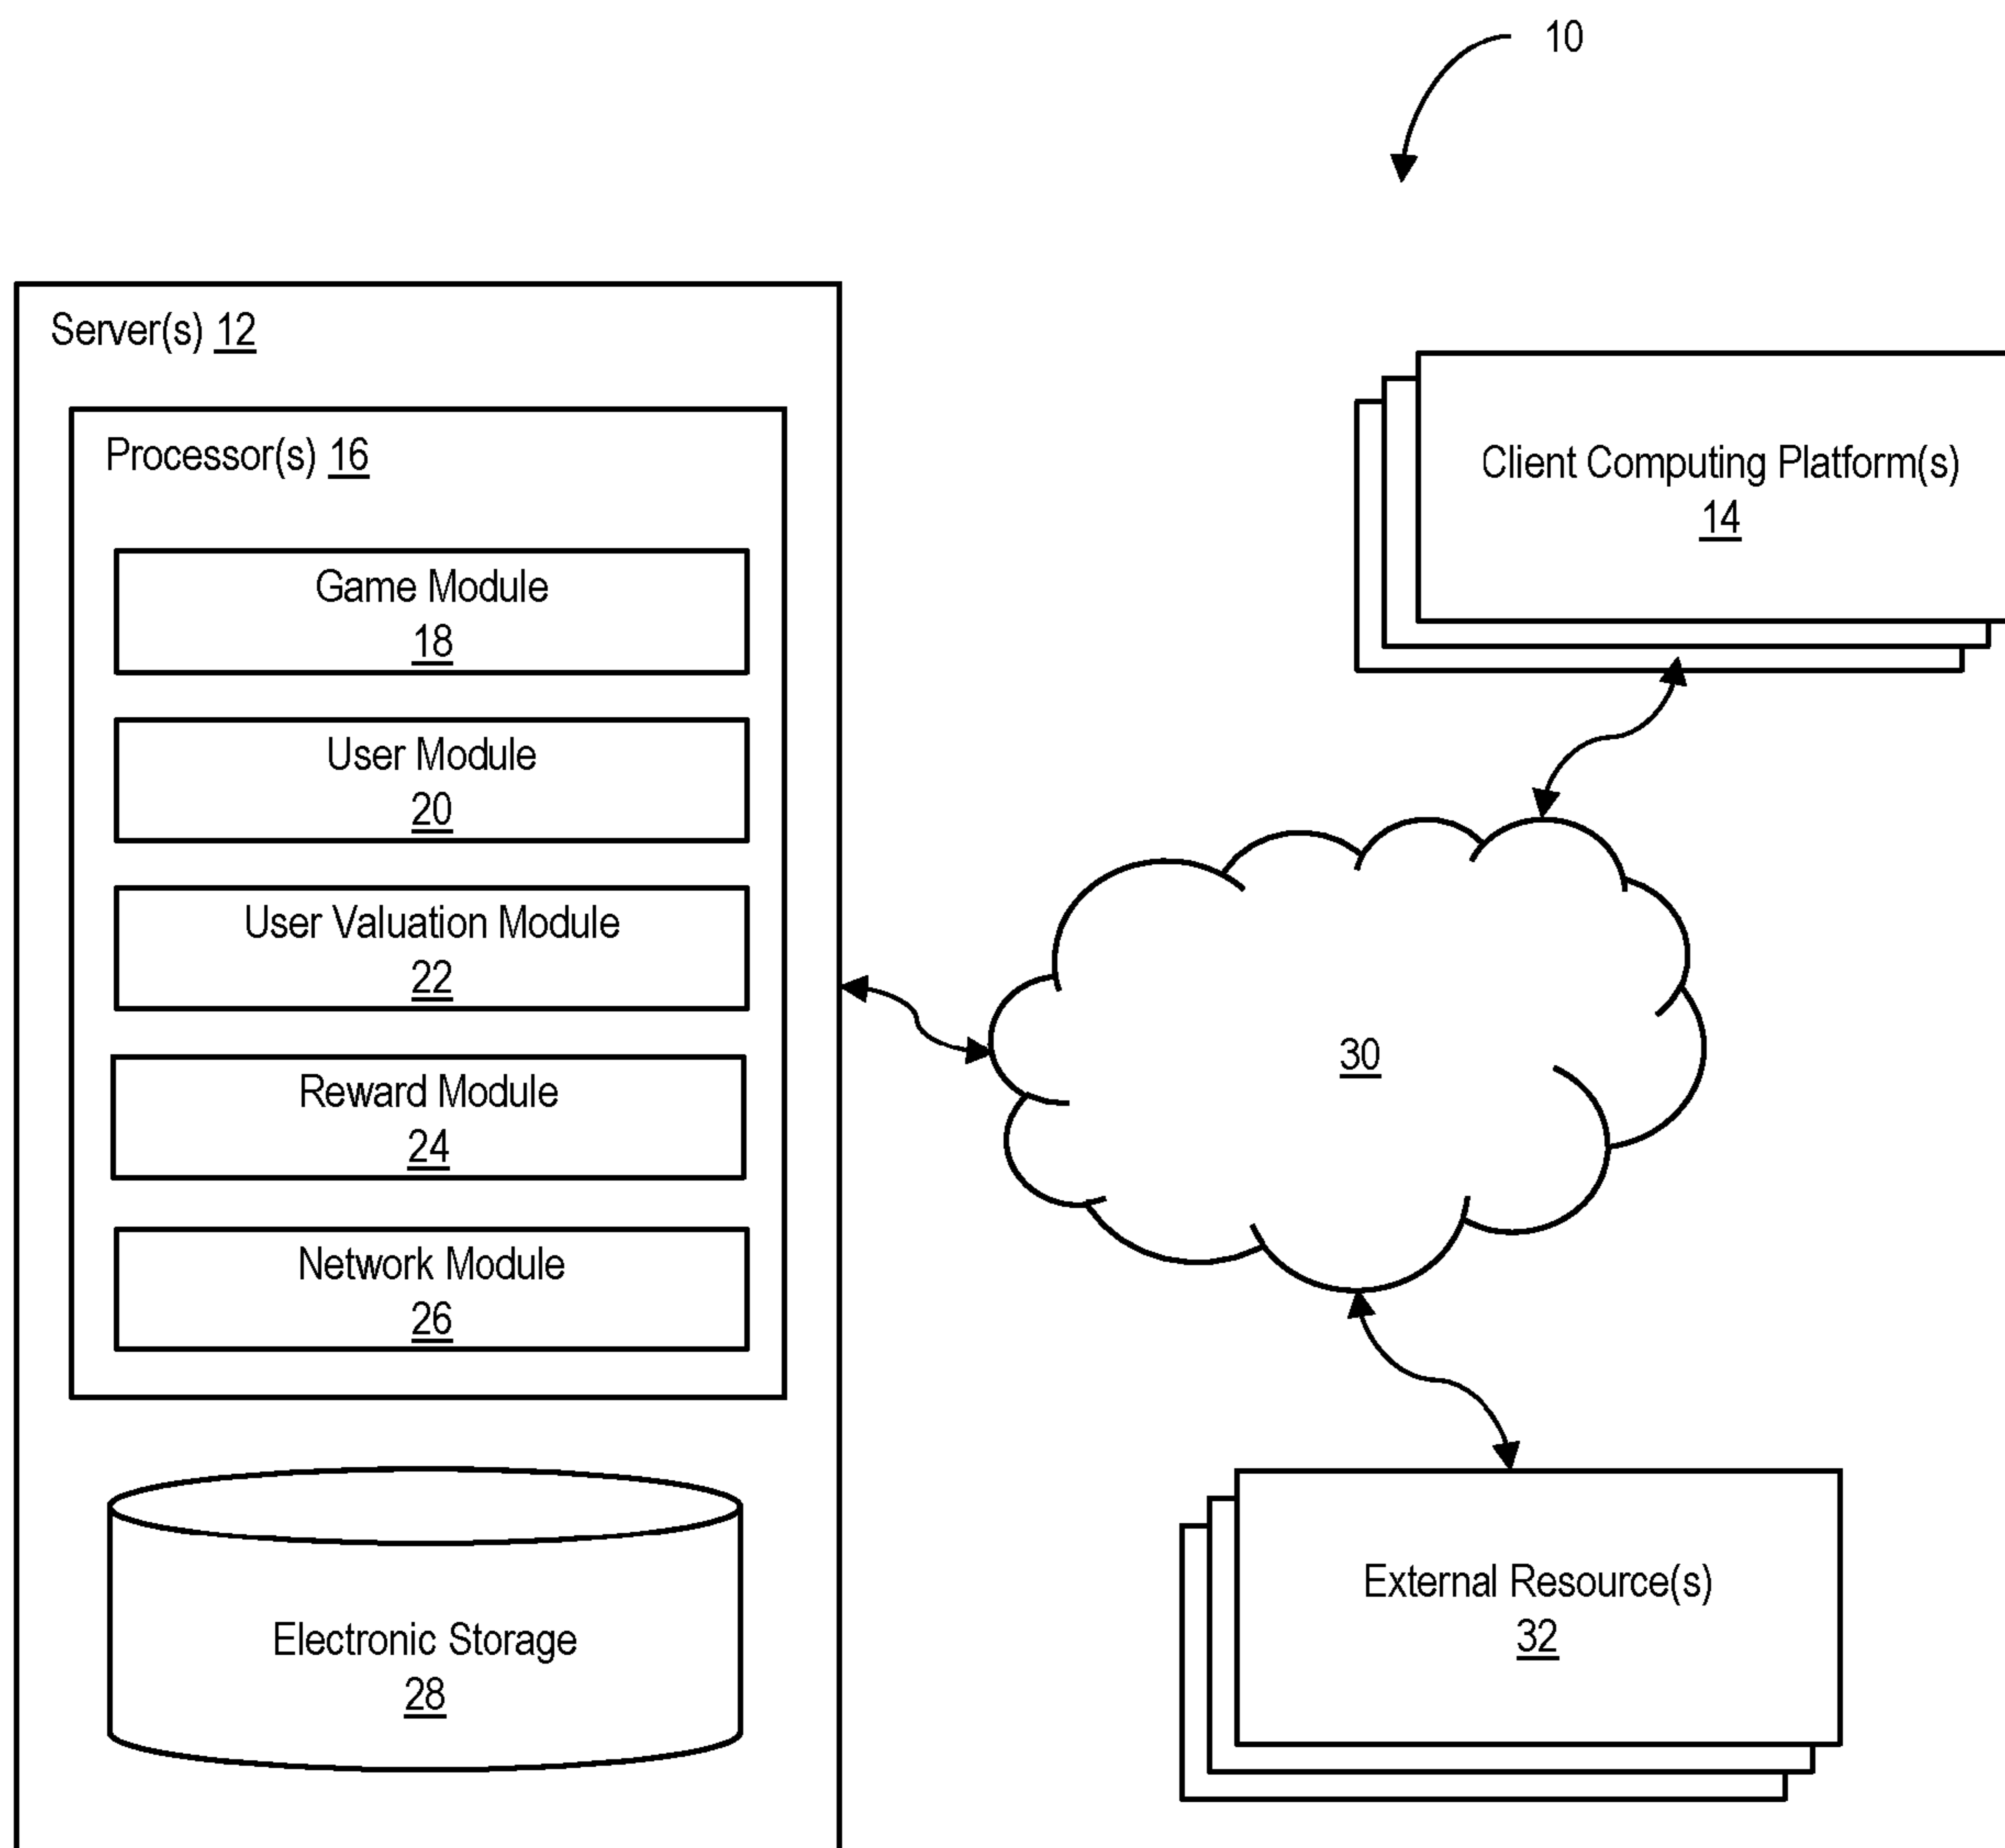 10
Server(s) 12
Processor(s) 16
Game Module
18
User Module
20
User Valuation Module
22
Reward Module
24
Network Module
26
Electronic Storage
28
Client Computing Platform(s)
14
30
External Resource(s)
32